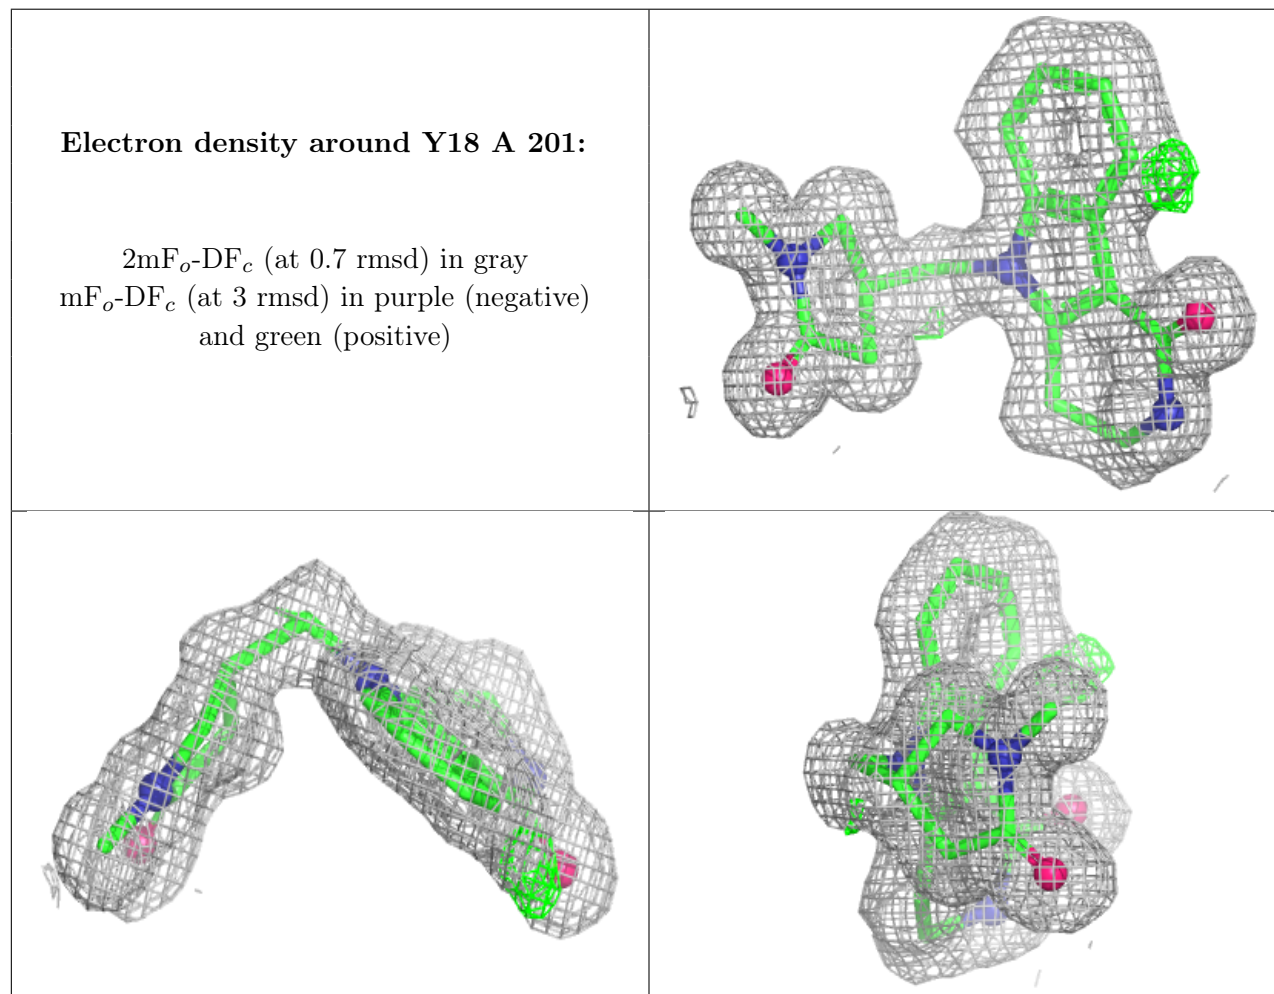 Electron density around Y18 A 201:
2mFo-DFc (at 0.7 rmsd) in gray
mFo-DFc (at 3 rmsd) in purple (negative)
and green (positive)